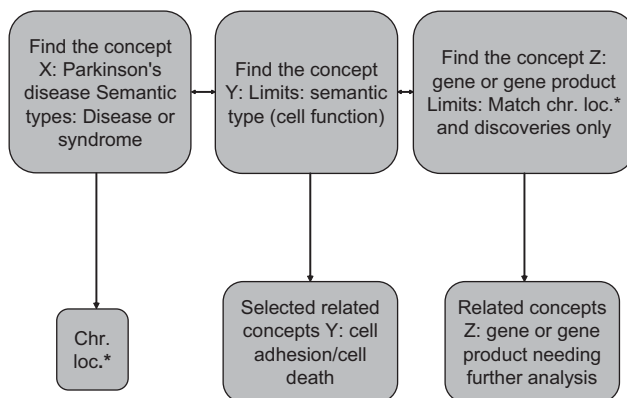 Find the concept
X: Parkinson's
disease Semantic
types: Disease or
syndrome
Find the concept
Y: Limits: semantic
type (cell function)
Find the concept Z:
gene or gene product
Limits: Match chr. loc.*
and discoveries only
Chr.
loc.*
Selected related
concepts Y: cell
adhesion/cell
death
Related concepts
Z: gene or gene
product needing
further analysis